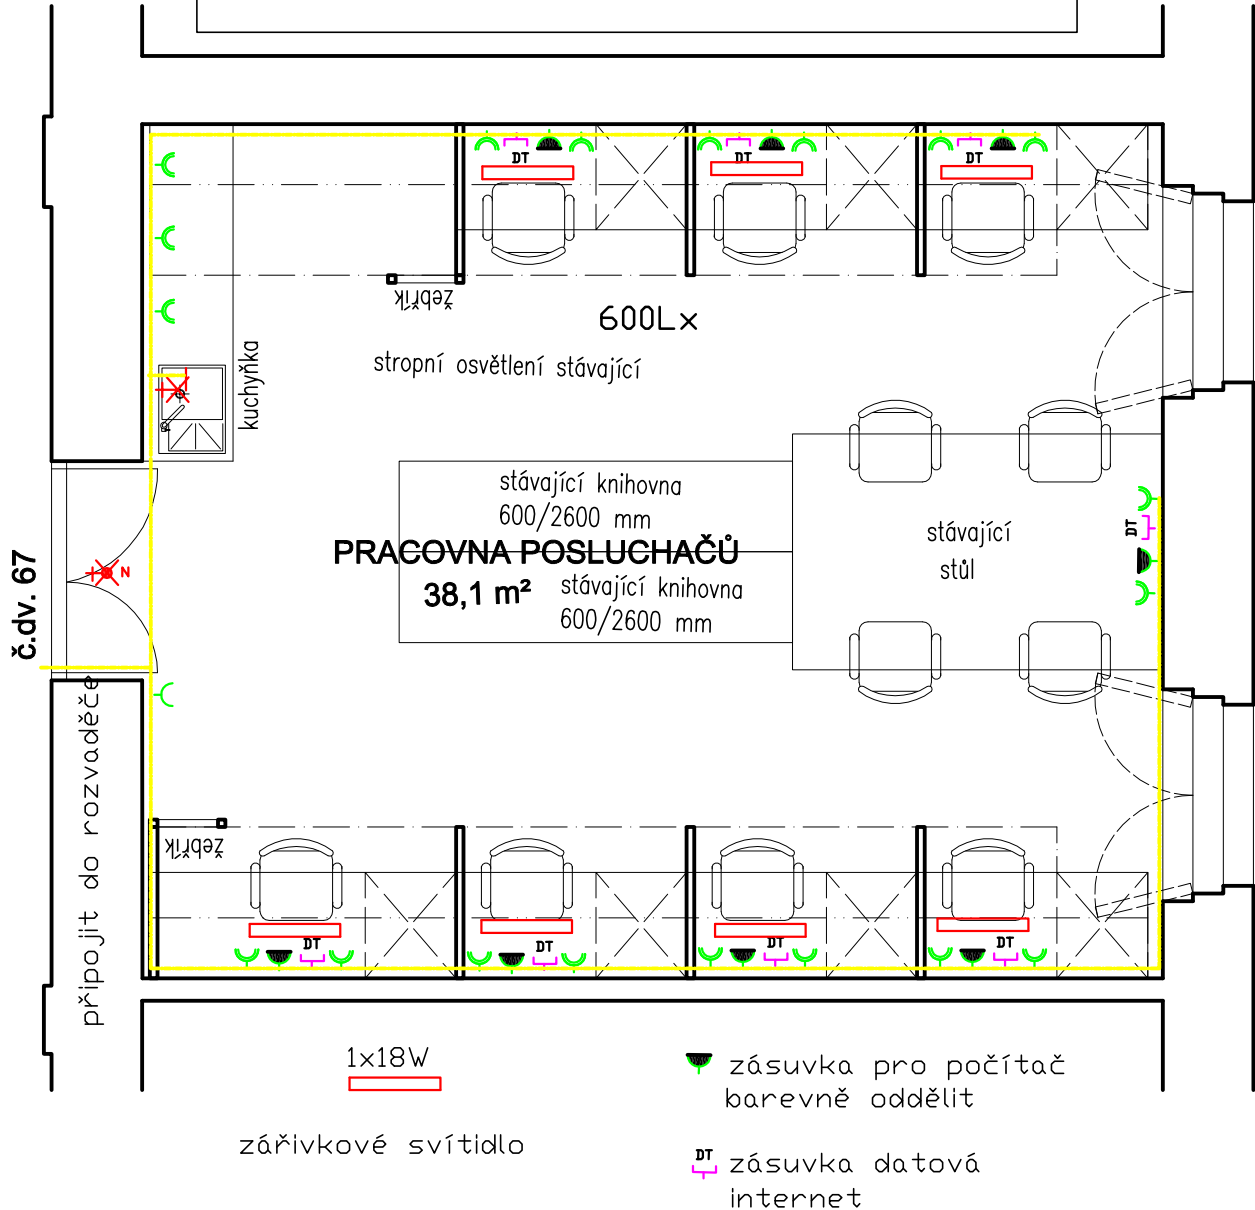 DT
DT
DT
žebřík
600Lx
stropní osvětlení stávající
kuchyňka
stávající knihovna
600/2600 mm
PRACOVNA POSLUCHAČŮ
38,1 m²
stávající knihovna
600/2600 mm
stávající
stůl
DT
N
č.dv. 67
připojit do rozvaděče
žebřík
DT
DT
DT
DT
1x18W
zářivkové svítidlo
zásuvka pro počítač
barevně oddělit
DT
zásuvka datová
internet